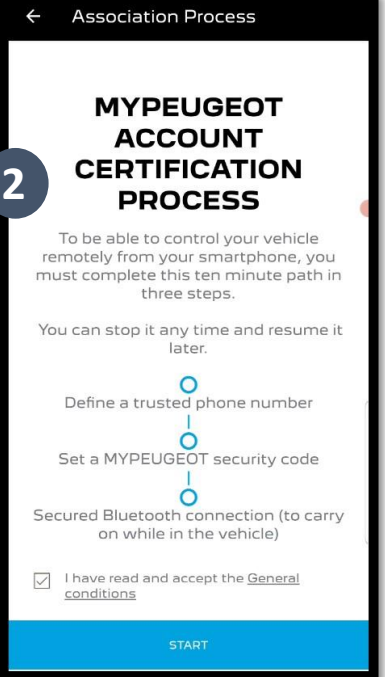 Association Process
2
MYPEUGEOT
ACCOUNT
CERTIFICATION
PROCESS
To be able to control your vehicle
remotely from your smartphone, you
must complete this ten minute path in
three steps.
You can stop it any time and resume it
later.
Define a trusted phone number
Set a MYPEUGEOT security code
Secured Bluetooth connection (to carry
on while in the vehicle)
I have read and accept the General
conditions
START